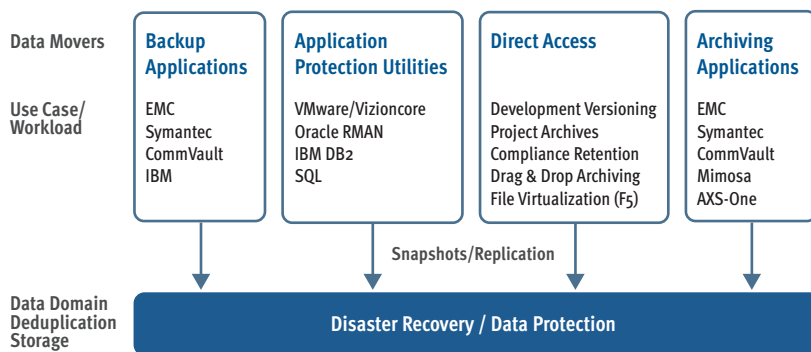 Data Movers
Backup
Applications
Application
Protection Utilities
Direct Access
Archiving
Applications
Use Case/
Workload
EMC
Symantec
CommVault
IBM
VMware/Vizioncore
Oracle RMAN
IBM DB2
SQL
Development Versioning
Project Archives
Compliance Retention
Drag & Drop Archiving
File Virtualization (F5)
EMC
Symantec
CommVault
Mimosa
AXS-One
Snapshots/Replication
Data Domain
Deduplication
Storage
Disaster Recovery / Data Protection